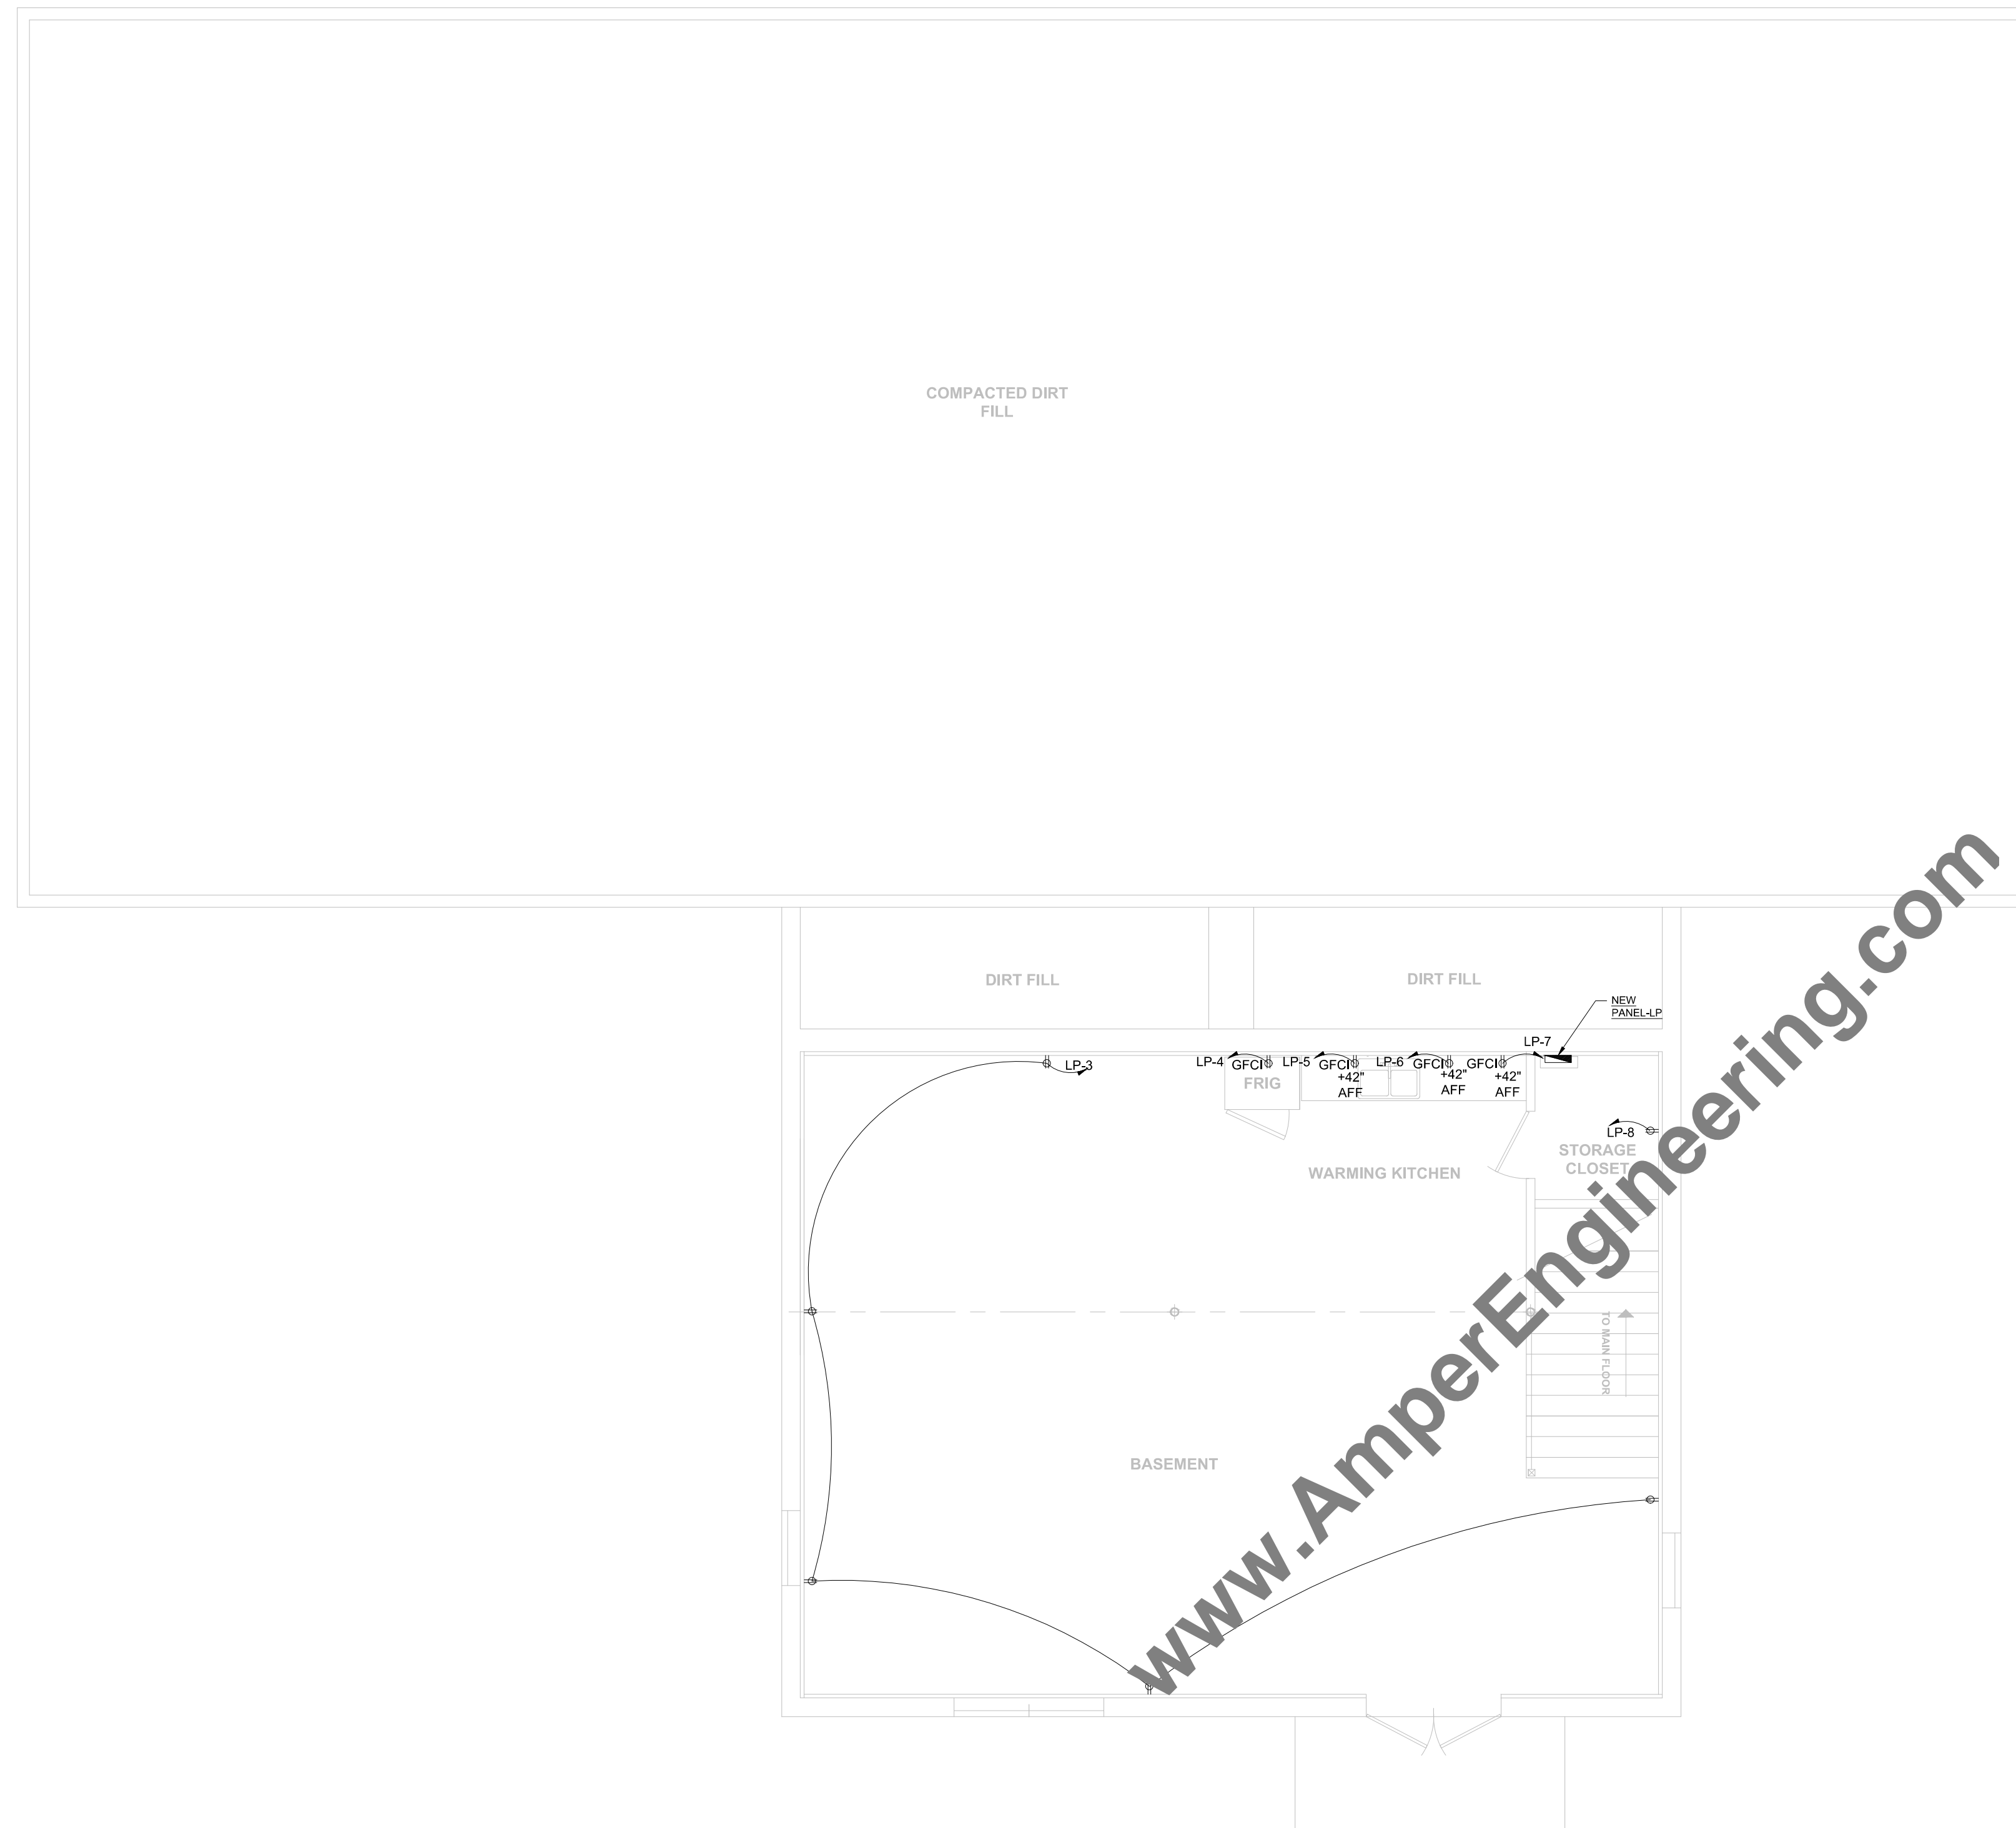 COMPACTED DIRT
FILL
DIRT FILL
DIRT FILL
NEW
PANEL-LP
LP-7
LP-3
LP-4
GFCI
LP-5
GFCI
LP-6
GFCI
GFCI
+42"
AFF
+42"
AFF
+42"
AFF
FRIG
LP-8
STORAGE
CLOSET
WARMING KITCHEN
TO MAIN FLOOR
BASEMENT
www.AmperEngineering.com